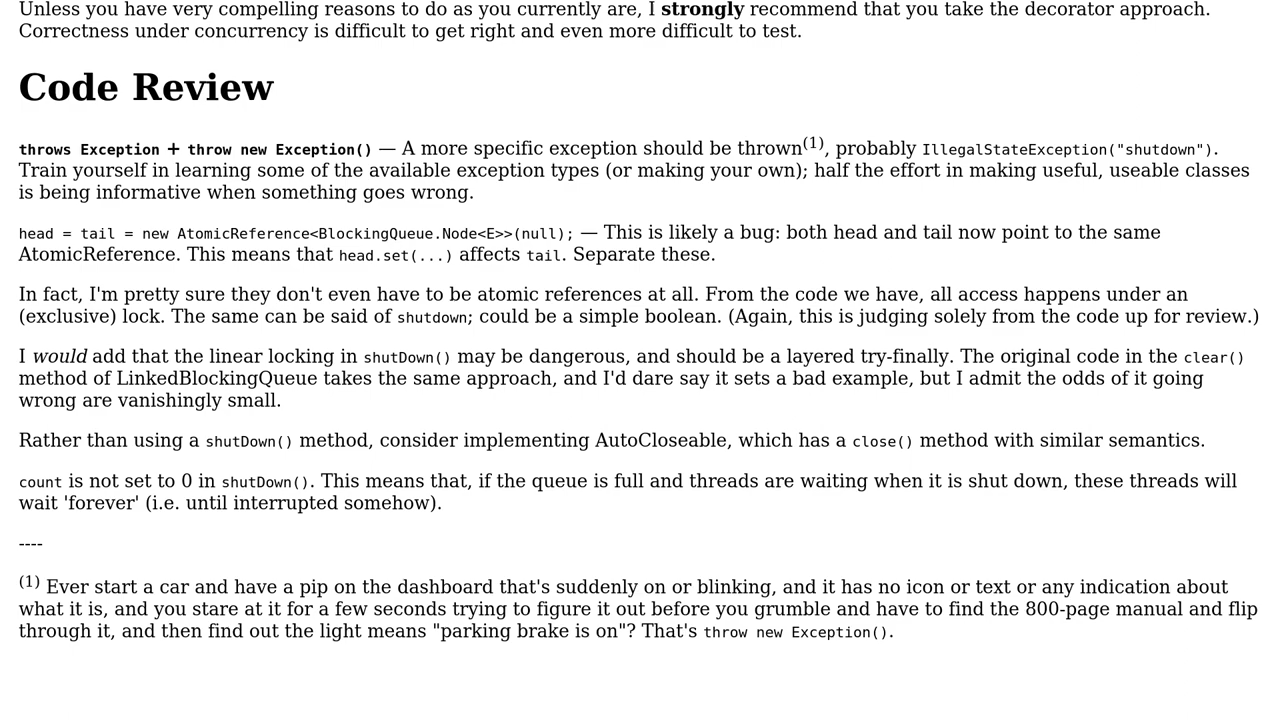 Unless you have very compelling reasons to do as you currently are, I strongly recommend that you take the decorator approach.
Correctness under concurrency is difficult to get right and even more difficult to test.
Code Review
throws Exception + throw new Exception() — A more specific exception should be thrown(1), probably IllegalStateException("shutdown").
Train yourself in learning some of the available exception types (or making your own); half the effort in making useful, useable classes
is being informative when something goes wrong.
head = tail = new AtomicReference<BlockingQueue.Node<E>>(null); — This is likely a bug: both head and tail now point to the same
AtomicReference. This means that head.set(...) affects tail. Separate these.
In fact, I'm pretty sure they don't even have to be atomic references at all. From the code we have, all access happens under an
(exclusive) lock. The same can be said of shutdown; could be a simple boolean. (Again, this is judging solely from the code up for review.)
I would add that the linear locking in shutDown() may be dangerous, and should be a layered try-finally. The original code in the clear()
method of LinkedBlockingQueue takes the same approach, and I'd dare say it sets a bad example, but I admit the odds of it going
wrong are vanishingly small.
Rather than using a shutDown() method, consider implementing AutoCloseable, which has a close() method with similar semantics.
count is not set to 0 in shutDown(). This means that, if the queue is full and threads are waiting when it is shut down, these threads will
wait 'forever' (i.e. until interrupted somehow).
----
(1) Ever start a car and have a pip on the dashboard that's suddenly on or blinking, and it has no icon or text or any indication about
what it is, and you stare at it for a few seconds trying to figure it out before you grumble and have to find the 800-page manual and flip
through it, and then find out the light means "parking brake is on"? That's throw new Exception().